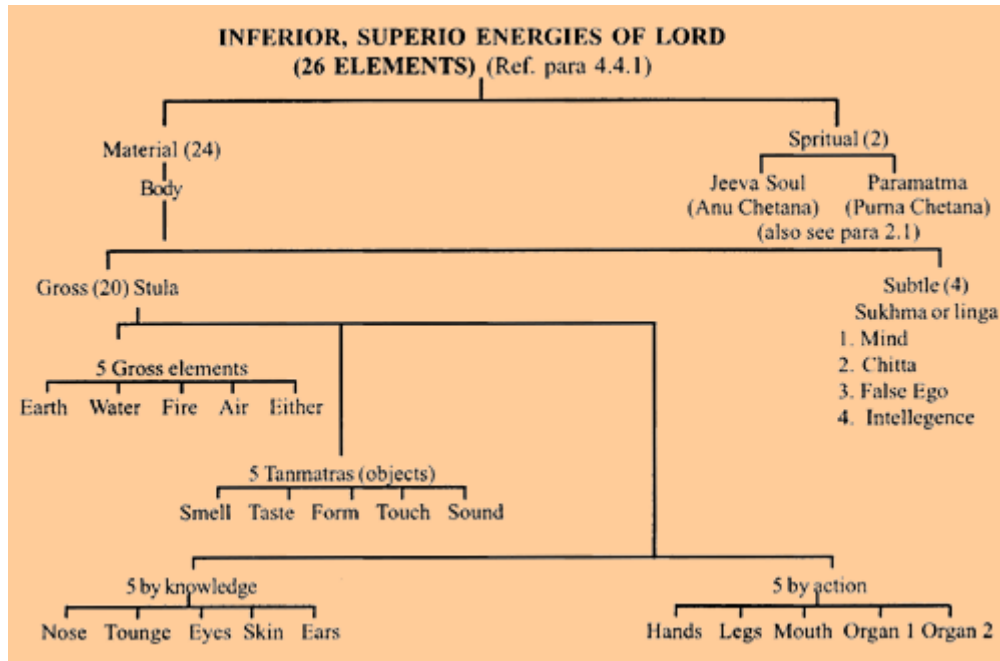 INFERIOR, SUPERIO ENERGIES OF LORD
(26 ELEMENTS) (Ref. para 4.4.1)
Material (24)
Body
Spritual (2)
Jeeva Soul
(Anu Chetana)
Paramatma
(Purna Chetana)
(also see para 2.1)
Gross (20) Stula
Subtle (4)
Sukhma or linga
1. Mind
2. Chitta
3. False Ego
4. Intellegence
5 Gross elements
Earth Water Fire Air Either
5 Tanmatras (objects)
Smell Taste Form Touch Sound
5 by knowledge
Nose Tounge Eyes Skin Ears
5 by action
Hands Legs Mouth Organ 1 Organ 2